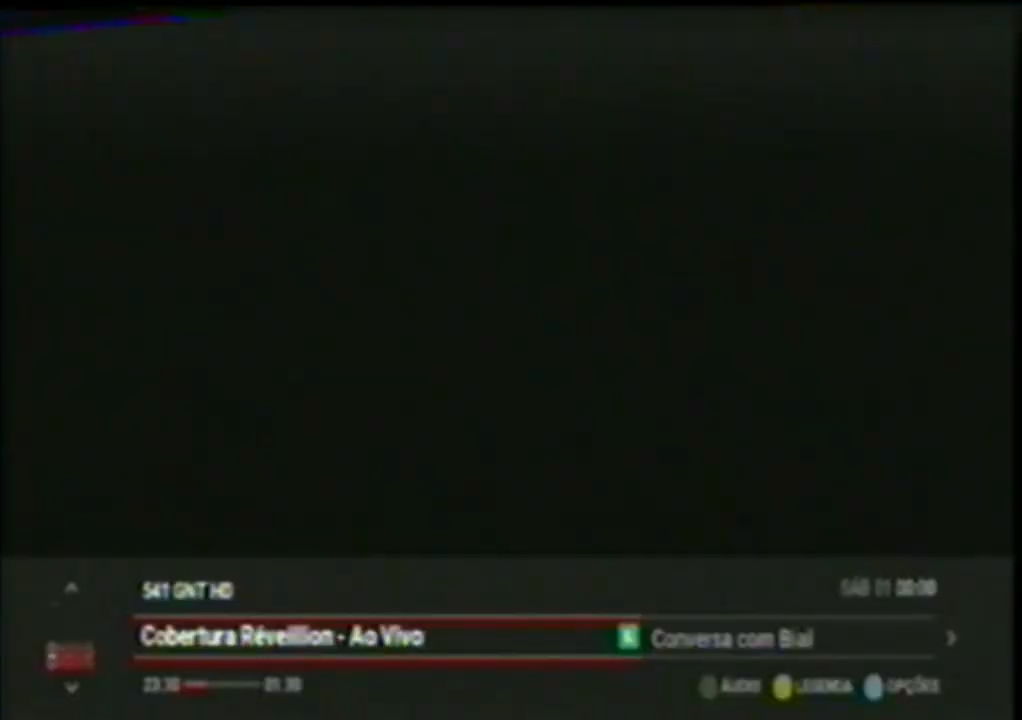 541 GNT HD
SÁB 01 00:00
Cobertura Réveillion - Ao Vivo
L
Conversa com Bial
23:30
01:30
ÁUDIO
LEGENDA
OPÇÕES